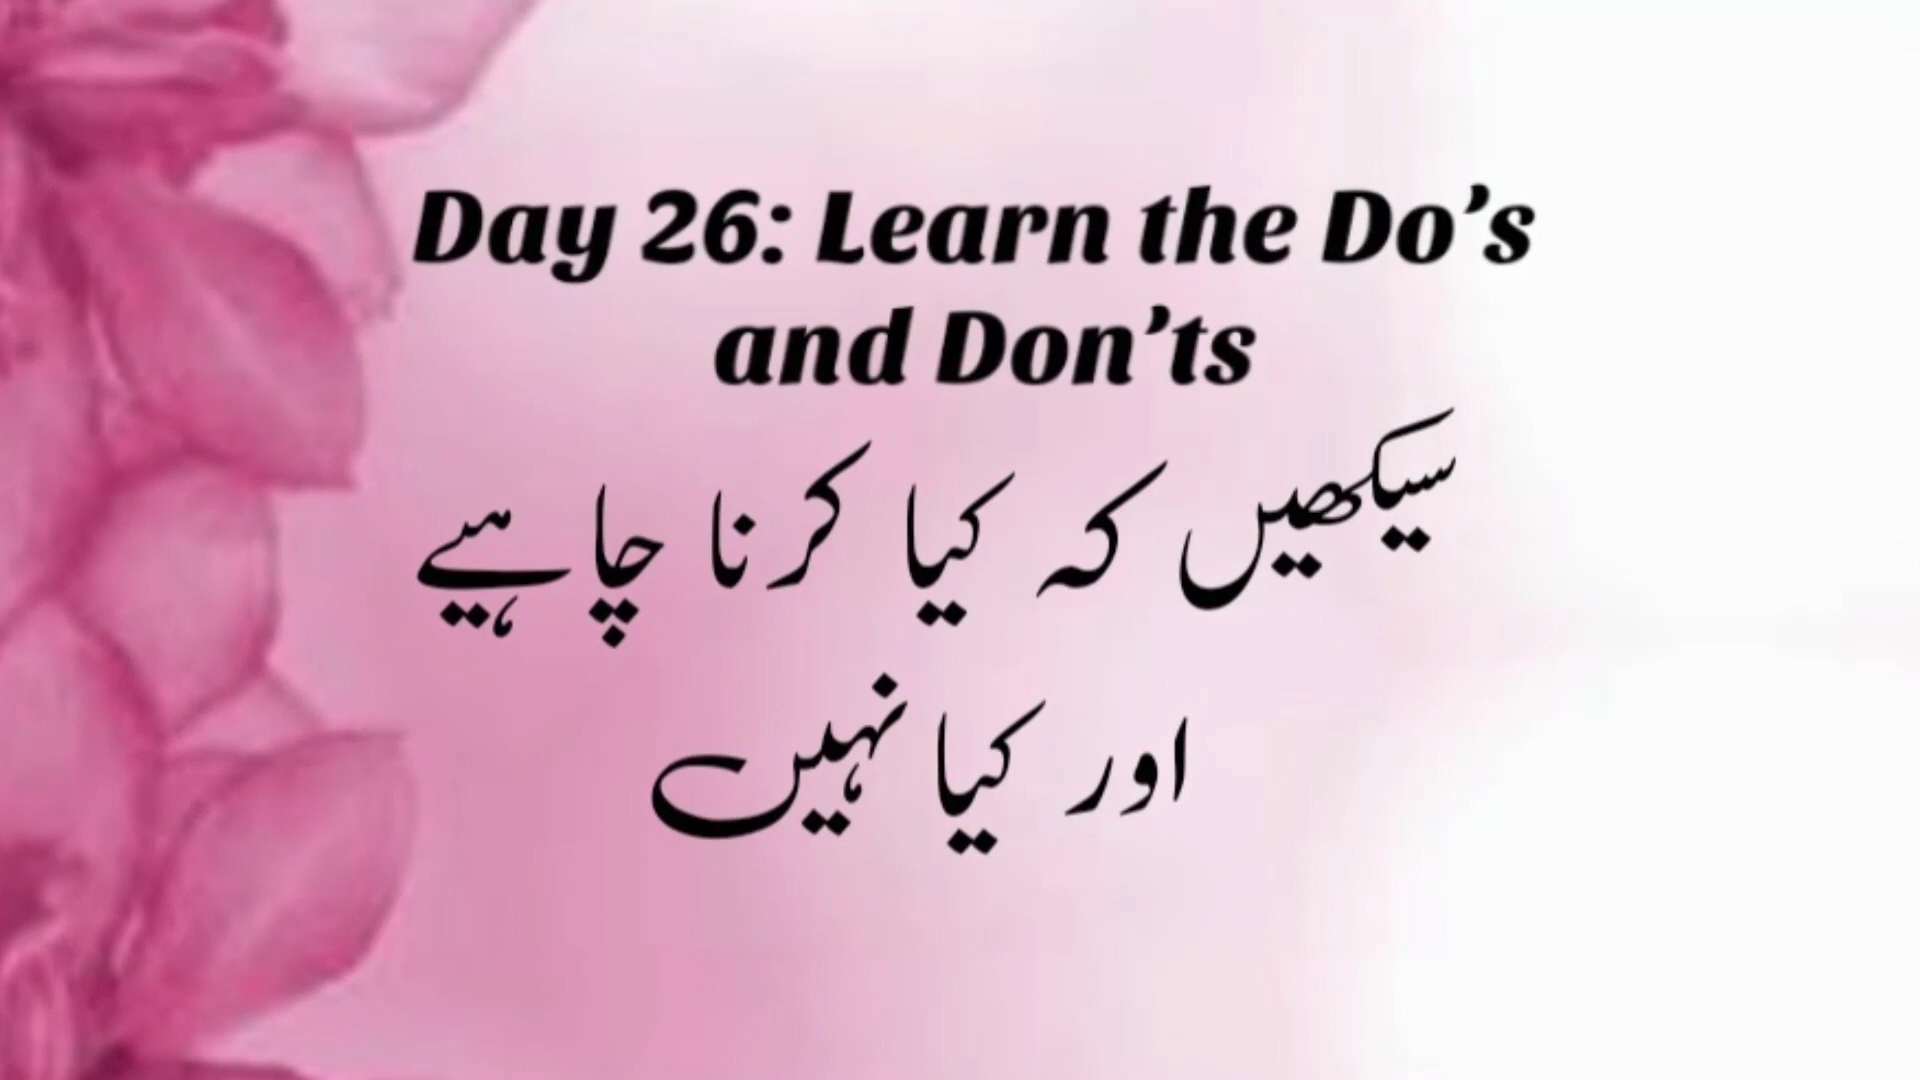 Day 26: Learn the Do’s
and Don’ts
سیکھیں کہ کیا کرنا چاہیے
اور کیا نہیں